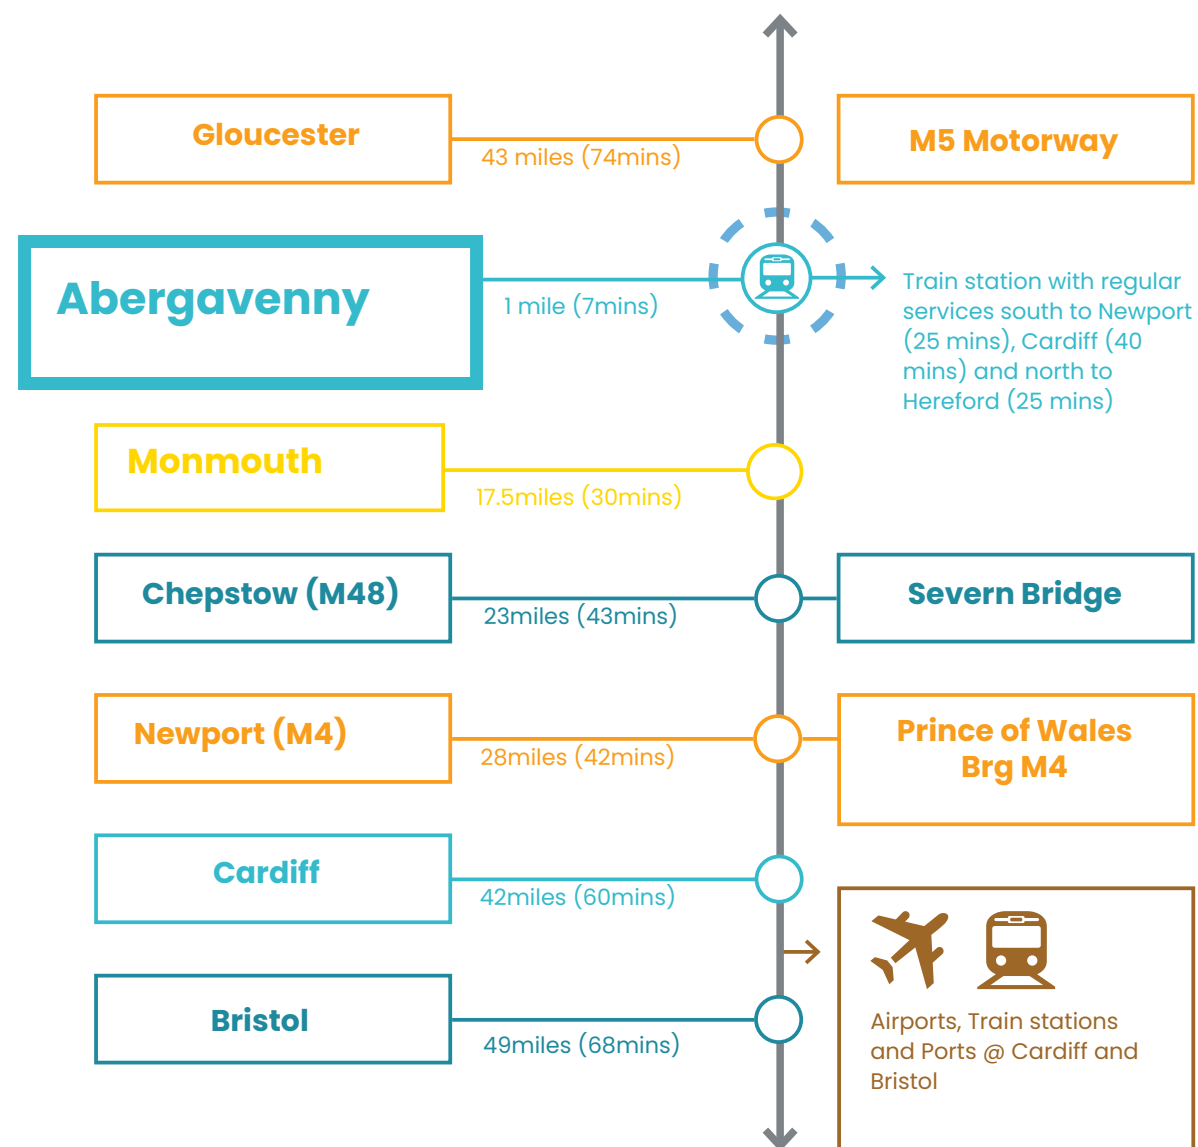 Gloucester
43 miles (74mins)
M5 Motorway
Abergavenny
1 mile (7mins)
Train station with regular
services south to Newport
(25 mins), Cardiff (40
mins) and north to
Hereford (25 mins)
Monmouth
17.5miles (30mins)
Chepstow (M48)
23miles (43mins)
Severn Bridge
Newport (M4)
28miles (42mins)
Prince of Wales
Brg M4
Cardiff
42miles (60mins)
Bristol
49miles (68mins)
Airports, Train stations
and Ports @ Cardiff and
Bristol